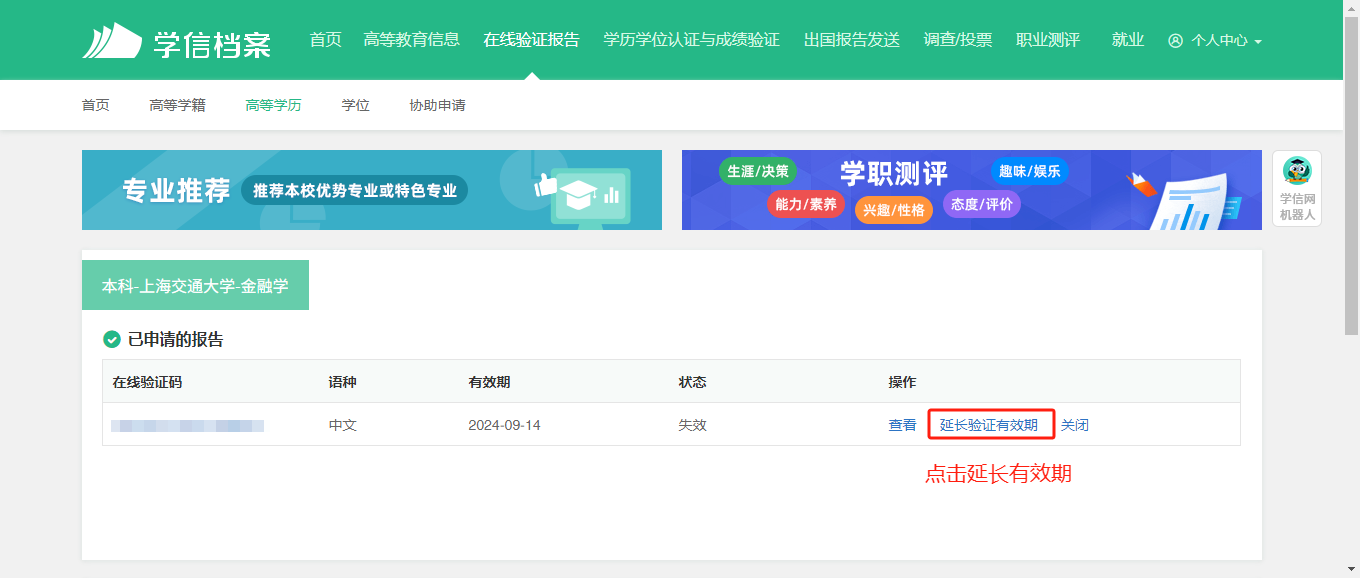 学信档案 首页 高等教育信息 在线验证报告 学历学位认证与成绩验证 出国报告发送 调查/投票 职业测评 就业 个人中心
首页 高等学籍 高等学历 学位 协助申请
专业推荐 推荐本校优势专业或特色专业
生涯/决策 学职测评 趣味/娱乐
能力/素养 兴趣/性格 态度/评价
学信网
机器人
本科-上海交通大学-金融学
已申请的报告
在线验证码 语种 有效期 状态 操作
中文 2024-09-14 失效 查看 延长验证有效期 关闭
点击延长有效期